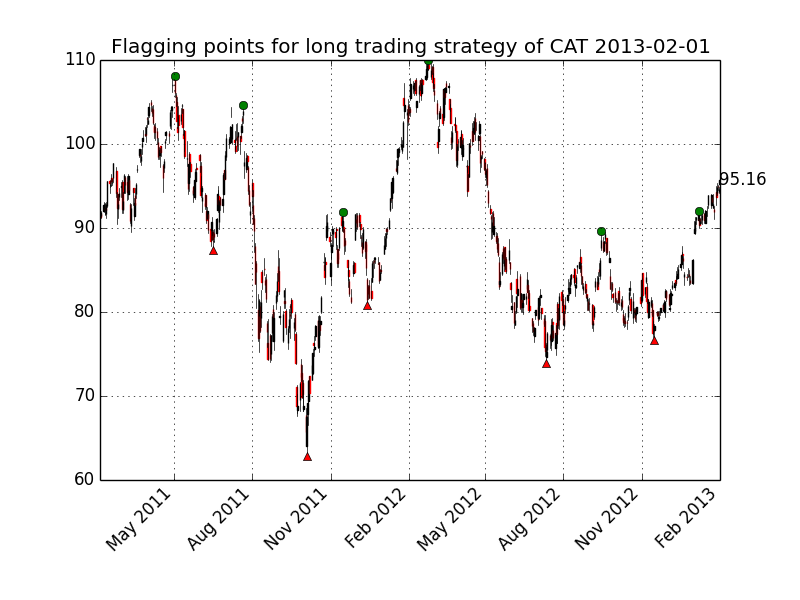 Flagging points for long trading strategy of CAT 2013-02-01
110
100
90
80
70
60
95.16
May 2011
Aug 2011
Nov 2011
Feb 2012
May 2012
Aug 2012
Nov 2012
Feb 2013